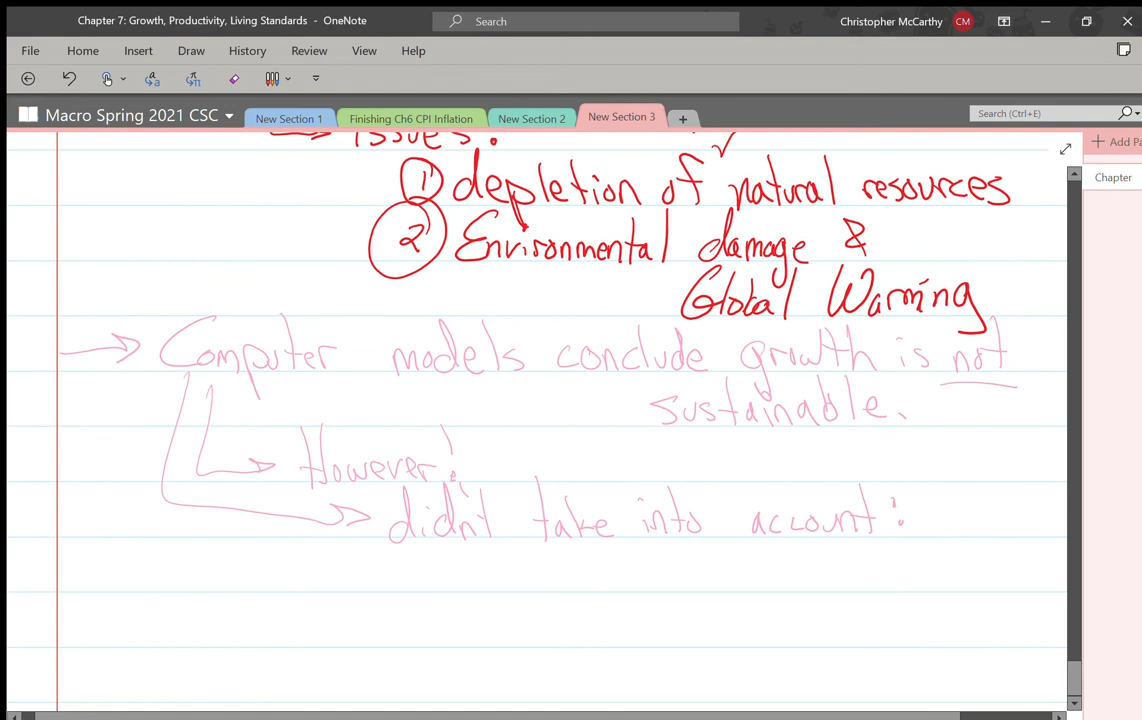 Chapter 7: Growth, Productivity, Living Standards - OneNote
Search
Christopher McCarthy
CM
File Home Insert Draw History Review View Help
Macro Spring 2021 CSC
New Section 1
Finishing Ch6 CPI Inflation
New Section 2
New Section 3
Search (Ctrl+E)
Add Pa
→ issues:
① depletion of natural resources
② Environmental damage &
Global Warming
Chapter
→ Computer models conclude growth is not
sustainable.
→ However:
→ didn't take into account: